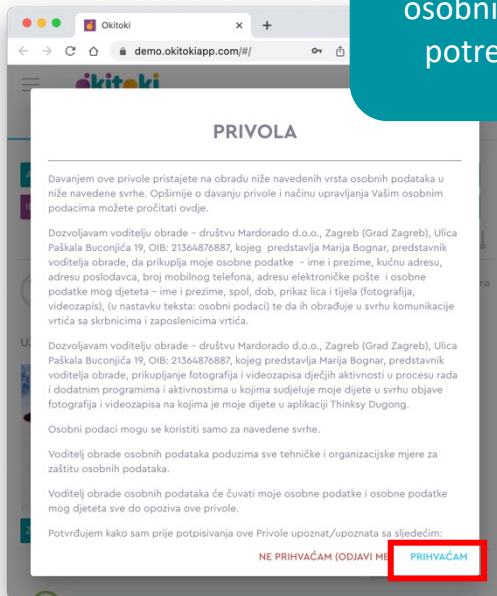 osobni
potre
Okitoki
demo.okitokiapp.com/#/
okitoki
PRIVOLA
Davanjem ove privole pristajete na obradu niže navedenih vrsta osobnih podataka u
niže navedene svrhe. Opširnije o davanju privole i načinu upravljanja Vašim osobnim
podacima možete pročitati ovdje.
Dozvoljavam voditelju obrade – društvu Mardorado d.o.o., Zagreb (Grad Zagreb), Ulica
Paškala Buconjića 19, OIB: 21364876887, kojeg predstavlja Marija Bognar, predstavnik
voditelja obrade, da prikuplja moje osobne podatke – ime i prezime, kućnu adresu,
adresu poslodavca, broj mobilnog telefona, adresu elektroničke pošte i osobne
podatke mog djeteta – ime i prezime, spol, dob, prikaz lica i tijela (fotografija,
videozapis), (u nastavku teksta: osobni podaci) te da ih obrađuje u svrhu komunikacije
vrtića sa skrbnicima i zaposlenicima vrtića.
Dozvoljavam voditelju obrade – društvu Mardorado d.o.o., Zagreb (Grad Zagreb), Ulica
Paškala Buconjića 19, OIB: 21364876887, kojeg predstavlja Marija Bognar, predstavnik
voditelja obrade, prikupljanje fotografija i videozapisa dječjih aktivnosti u procesu rada
i dodatnim programima i aktivnostima u kojima sudjeluje moje dijete u svrhu objave
fotografija i videozapisa na kojima je moje dijete u aplikaciji Thinksy Dugong.
Osobni podaci mogu se koristiti samo za navedene svrhe.
Voditelj obrade osobnih podataka poduzima sve tehničke i organizacijske mjere za
zaštitu osobnih podataka.
Voditelj obrade osobnih podataka će čuvati moje osobne podatke i osobne podatke
mog djeteta sve do opoziva ove privole.
Potvrđujem kako sam prije potpisivanja ove Privole upoznat/upoznata sa sljedećim:
NE PRIHVAĆAM (ODJAVI ME PRIHVAĆAM